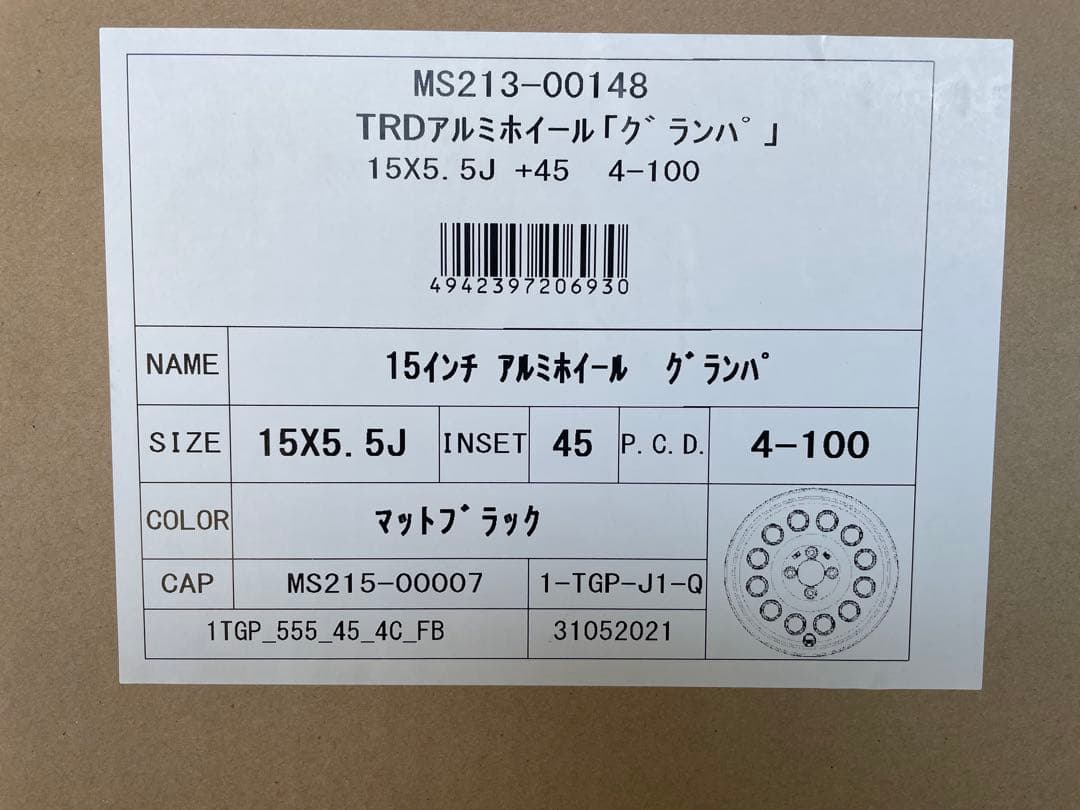 MS213-00148
TRDアルミホイール「グランパ」
15X5.5J +45 4-100
4942397206930
NAME 15インチ アルミホイール グランパ
SIZE 15X5.5J INSET 45 P.C.D. 4-100
COLOR マットブラック
CAP MS215-00007 1-TGP-J1-Q
1TGP_555_45_4C_FB 31052021